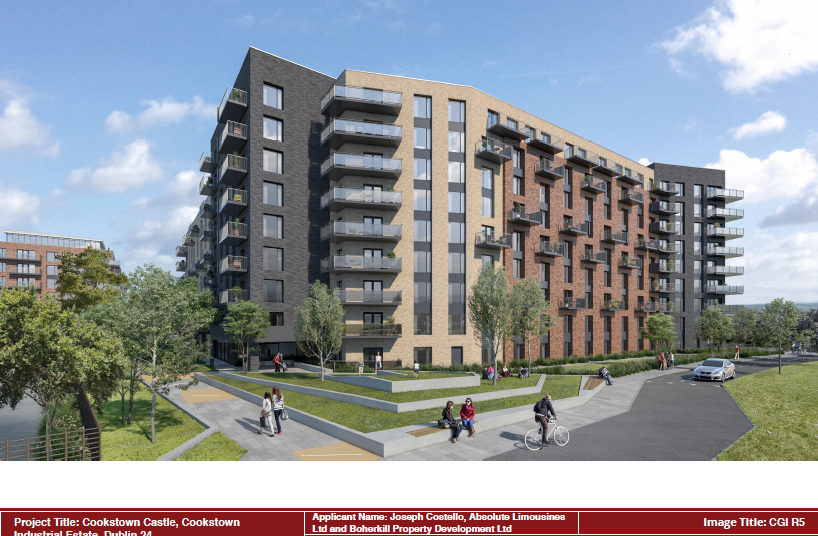 Project Title: Cookstown Castle, Cookstown
Industrial Estate, Dublin 24
Applicant Name: Joseph Costello, Absolute Limousines
Ltd and Boherkill Property Development Ltd
Image Title: CGI R5